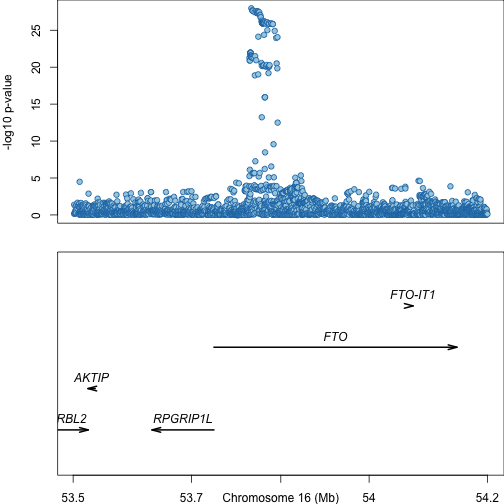 -log10 p-value
25
20
15
10
5
0
FTO-IT1
FTO
AKTIP
RBL2
RPGRIP1L
53.5
53.7
Chromosome 16 (Mb)
54
54.2